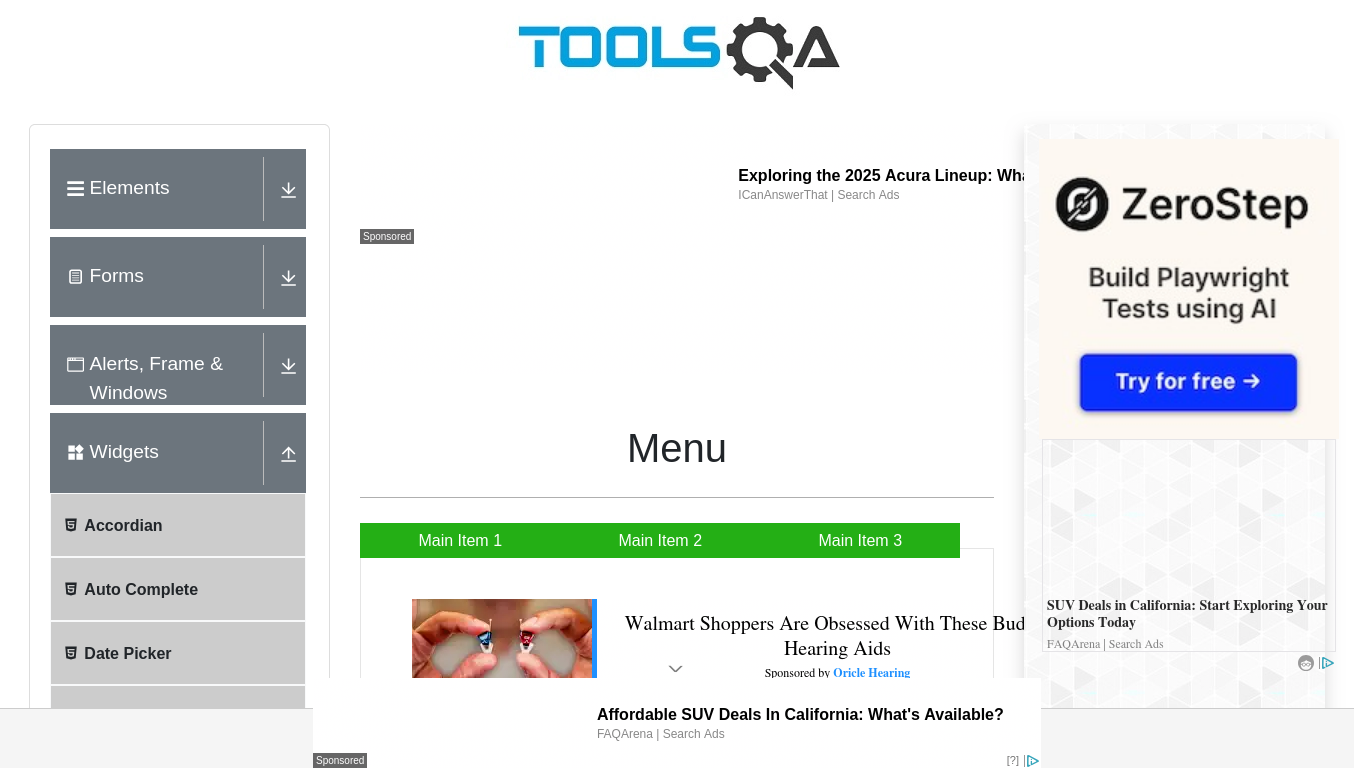 TOOLSQA
Elements
Forms
Alerts, Frame &
Windows
Widgets
Accordian
Auto Complete
Date Picker
Exploring the 2025 Acura Lineup: Wha
ICanAnswerThat | Search Ads
Sponsored
Menu
Main Item 1
Main Item 2
Main Item 3
Walmart Shoppers Are Obsessed With These Bud
Hearing Aids
Sponsored by Oricle Hearing
ZeroStep
Build Playwright
Tests using AI
Try for free →
SUV Deals in California: Start Exploring Your
Options Today
FAQArena | Search Ads
Affordable SUV Deals In California: What's Available?
FAQArena | Search Ads
Sponsored
[?]